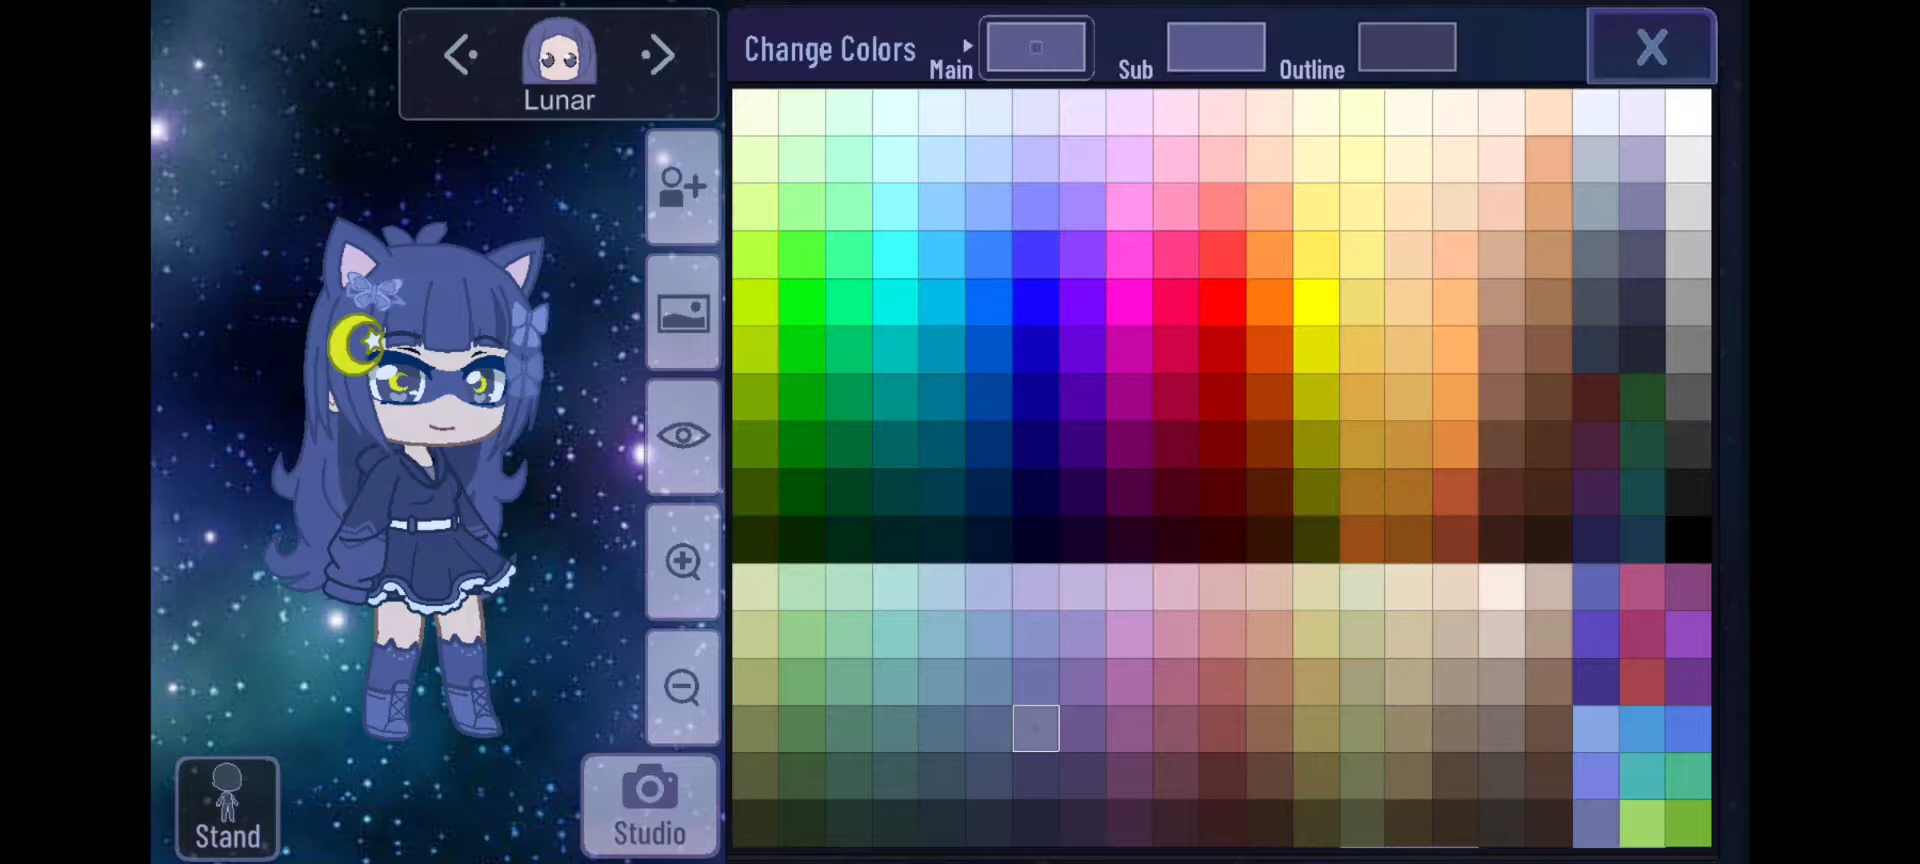 Lunar
Change Colors
Main
Sub
Outline
X
Stand
Studio